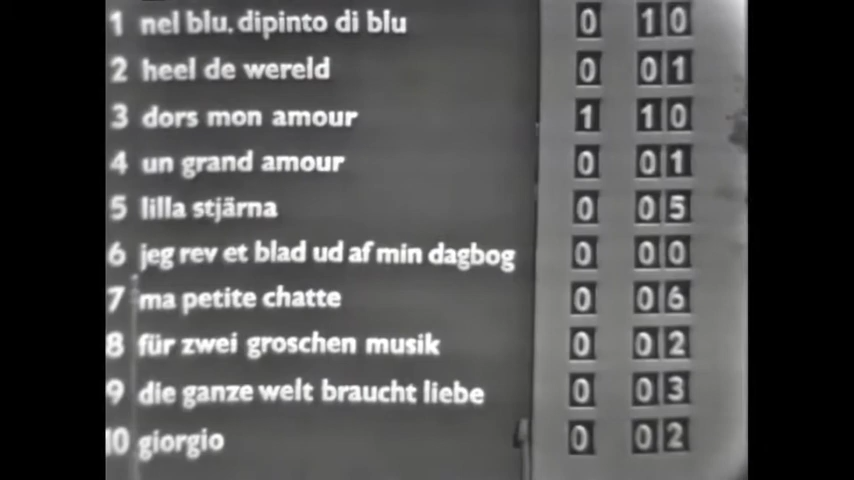 1 nel blu, dipinto di blu 0 10
2 heel de wereld 0 01
3 dors mon amour 1 10
4 un grand amour 0 01
5 lilla stjärna 0 05
6 jeg rev et blad ud af min dagbog 0 00
7 ma petite chatte 0 06
8 für zwei groschen musik 0 02
9 die ganze welt braucht liebe 0 03
10 giorgio 0 02